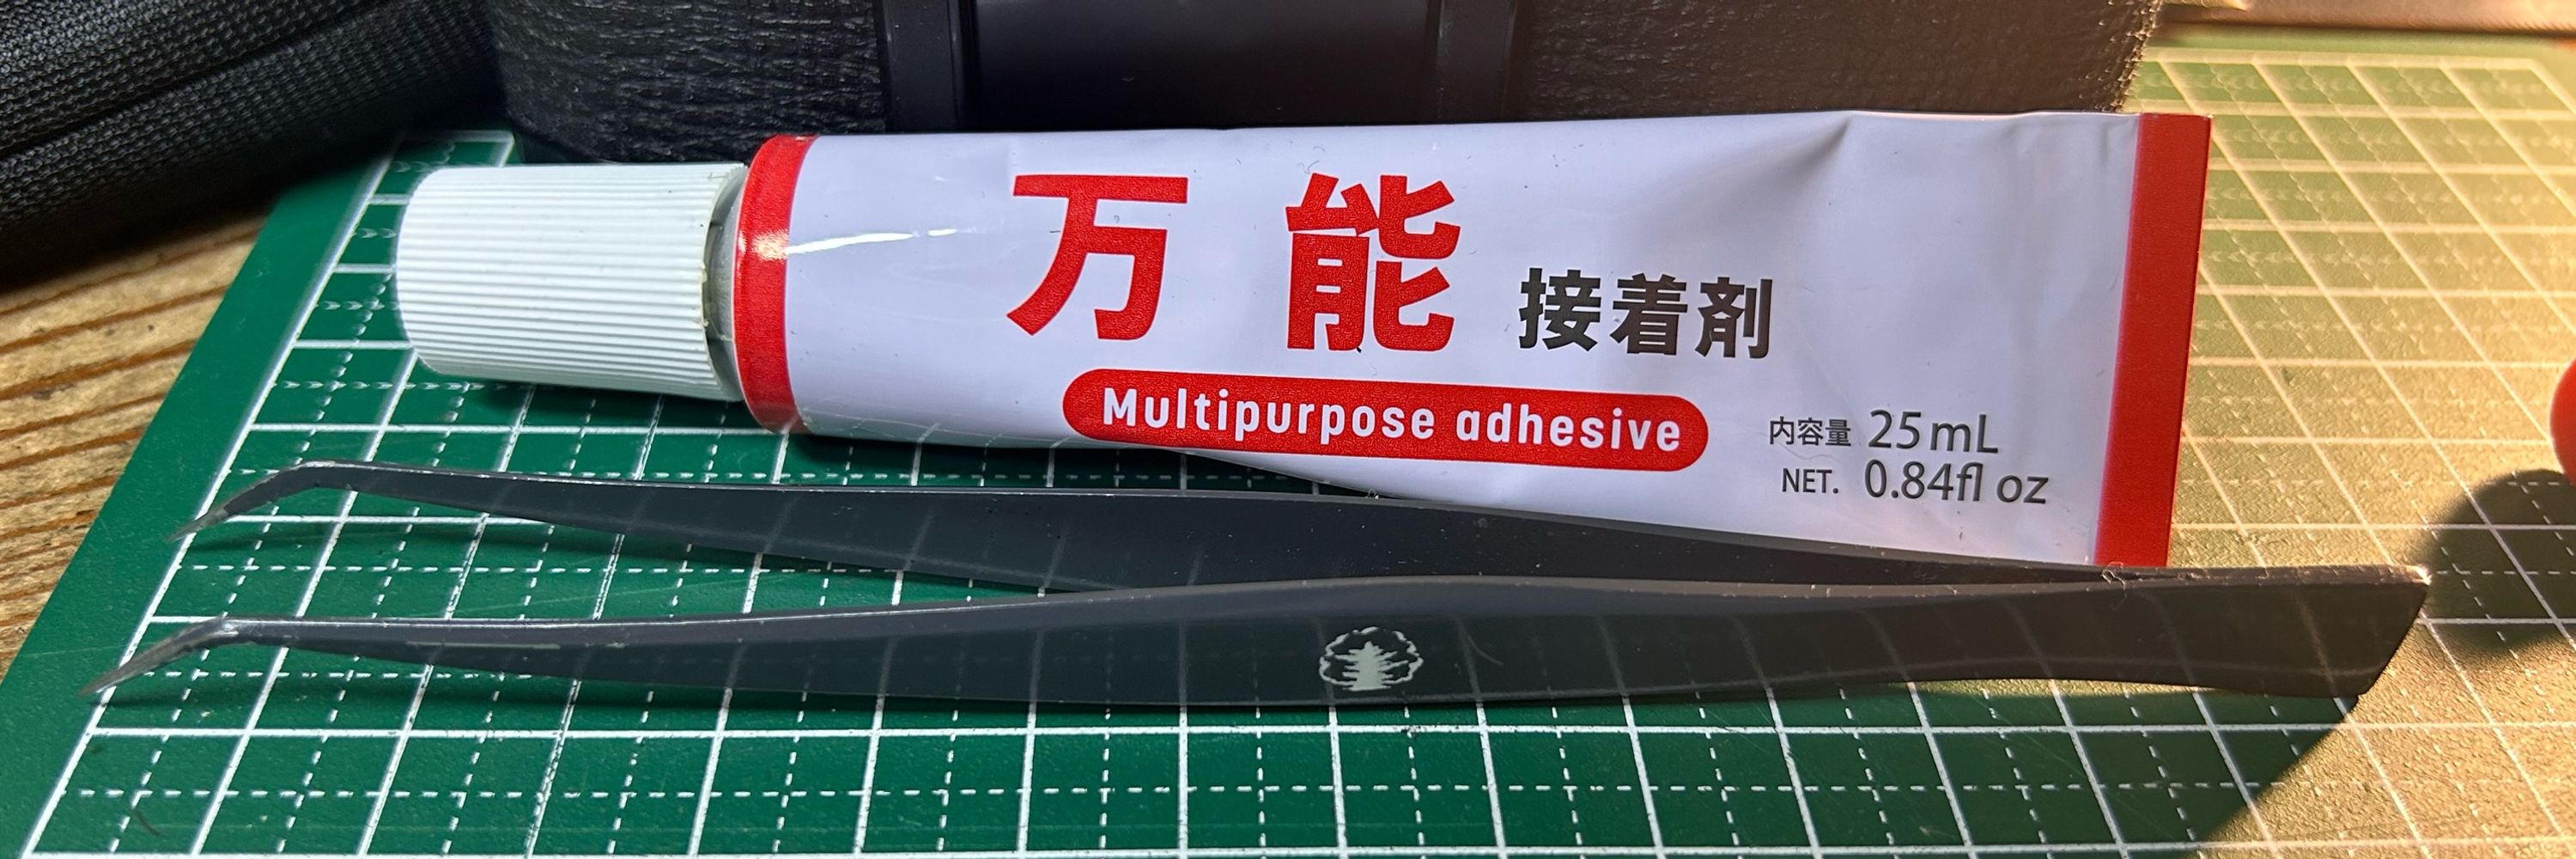 万能 接着剤
Multipurpose adhesive
内容量 25mL
NET. 0.84fl oz